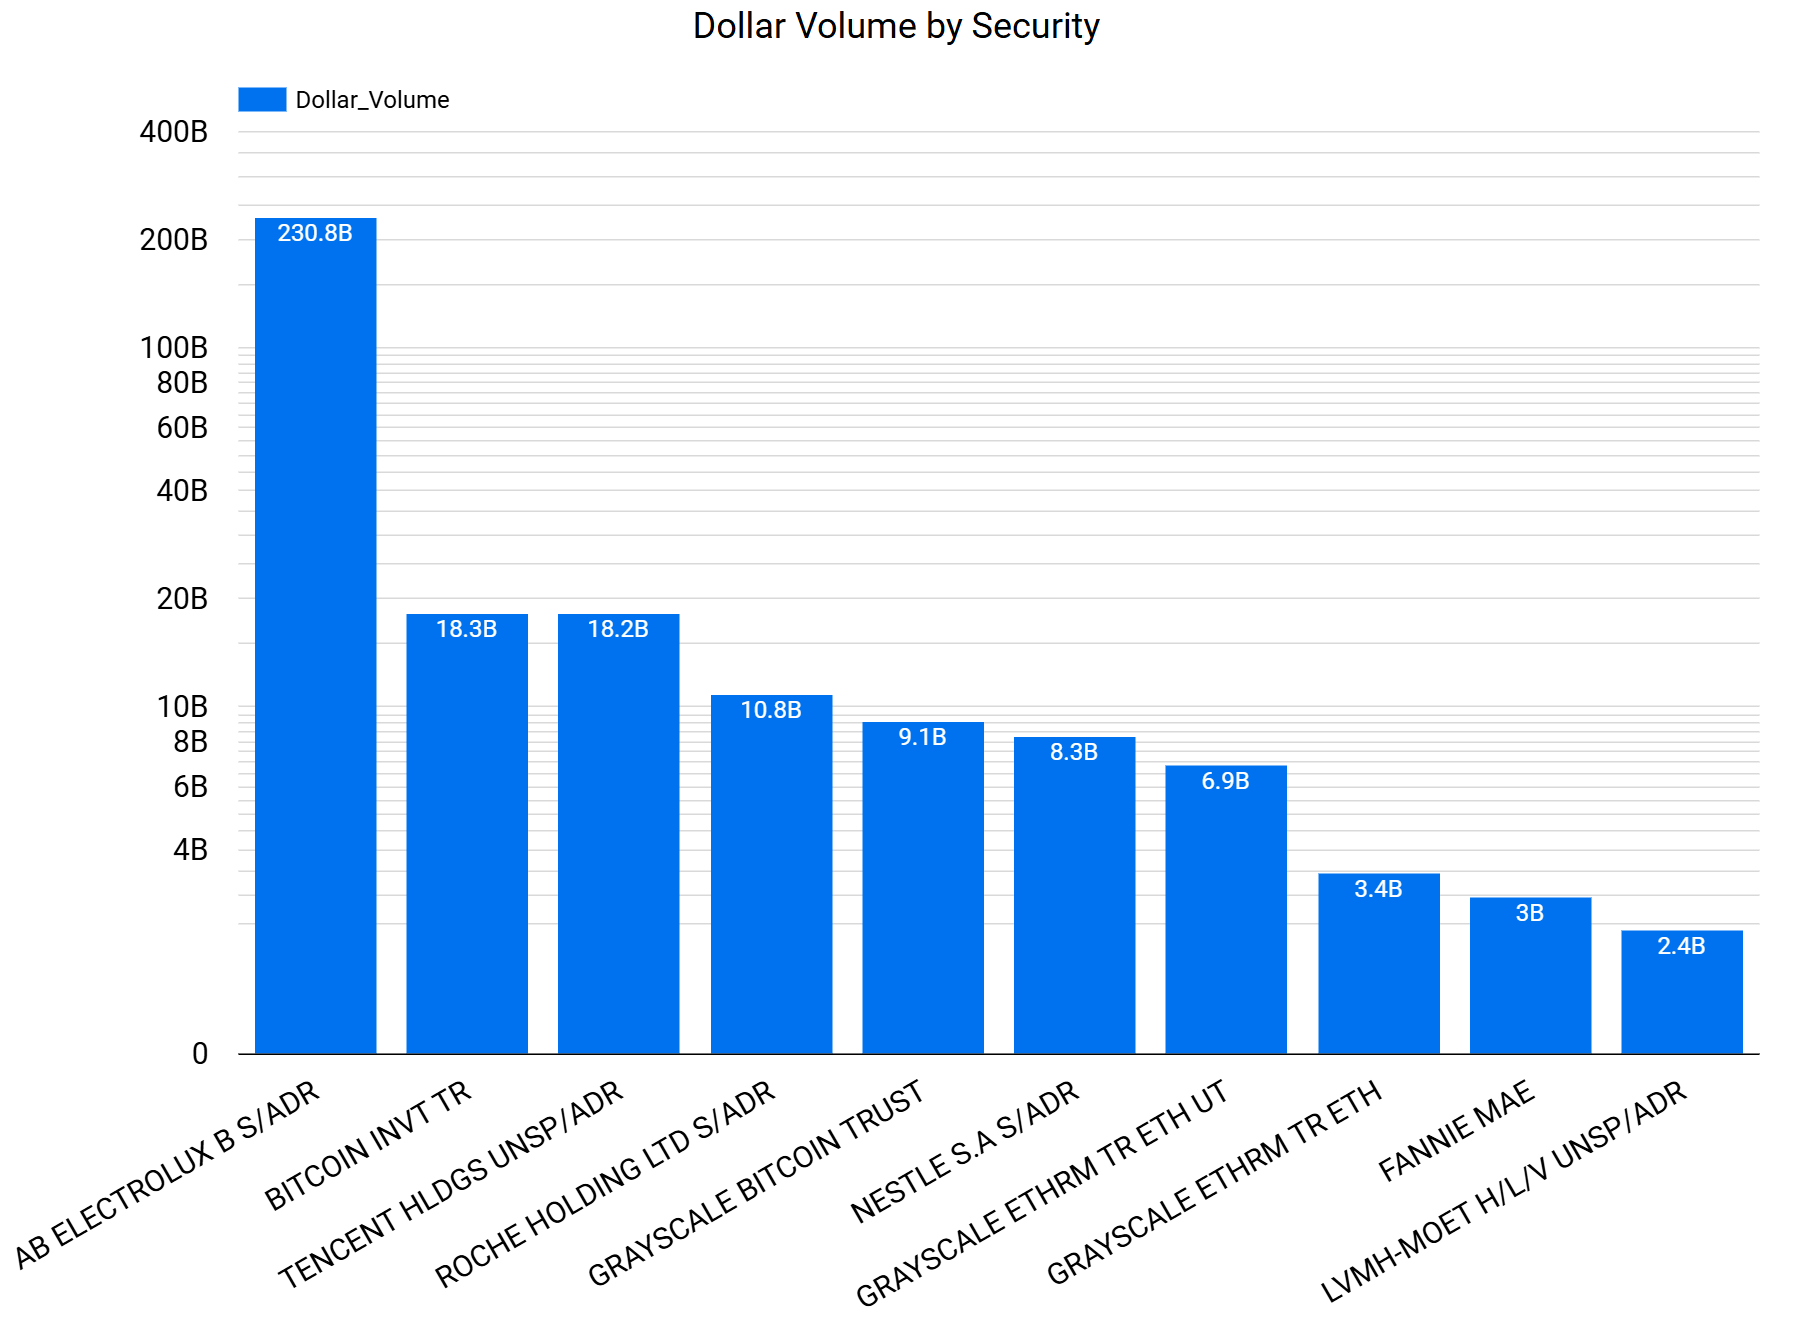 Dollar Volume by Security
Dollar_Volume
400B
200B
100B
80B
60B
40B
20B
10B
8B
6B
4B
0
230.8B
18.3B
18.2B
10.8B
9.1B
8.3B
6.9B
3.4B
3B
2.4B
AB ELECTROLUX B S/ADR
BITCOIN INVT TR
TENCENT HLDGS UNSP/ADR
ROCHE HOLDING LTD S/ADR
GRAYSCALE BITCOIN TRUST
NESTLE S.A S/ADR
GRAYSCALE ETHRM TR ETH UT
GRAYSCALE ETHRM TR ETH
FANNIE MAE
LVMH-MOET H/L/V UNSP/ADR